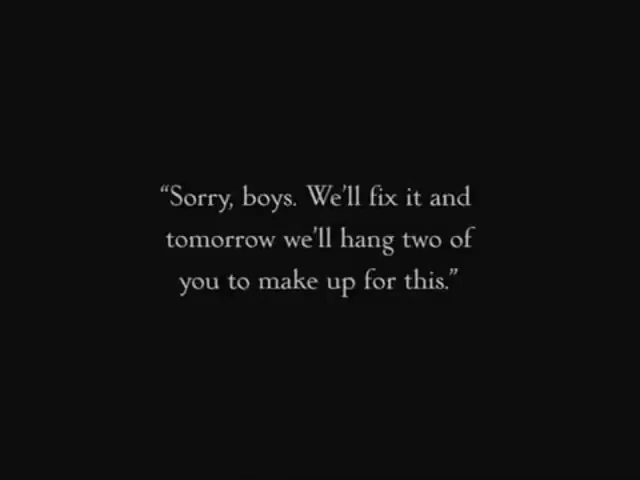 “Sorry, boys. We’ll fix it and
tomorrow we’ll hang two of
you to make up for this.”